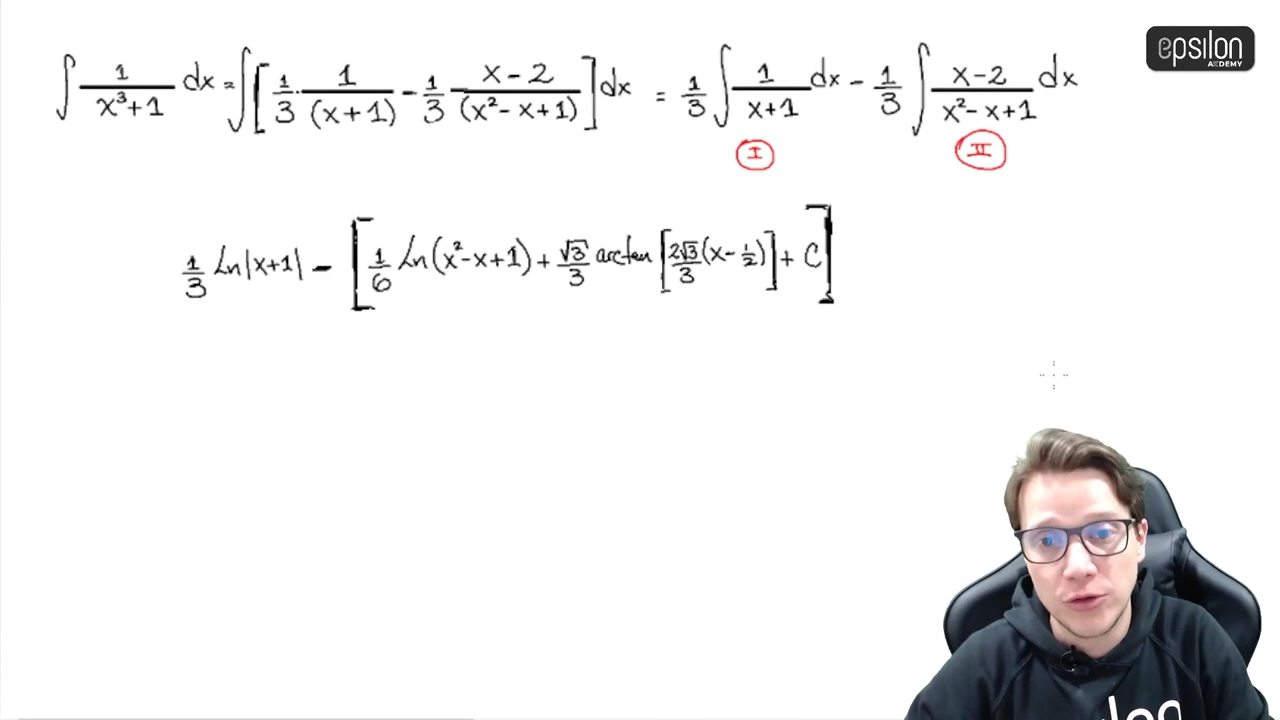 epsilon
AKADEMY
∫ 1/(x³+1) dx = ∫ [ 1/3 · 1/(x+1) − 1/3 (x−2)/(x²−x+1) ] dx = 1/3 ∫ 1/(x+1) dx − 1/3 ∫ (x−2)/(x²−x+1) dx
I II
1/3 Ln|x+1| − [ 1/6 Ln(x²−x+1) + √3/3 arctan [ 2√3/3 (x − 1/2) ] + C ]